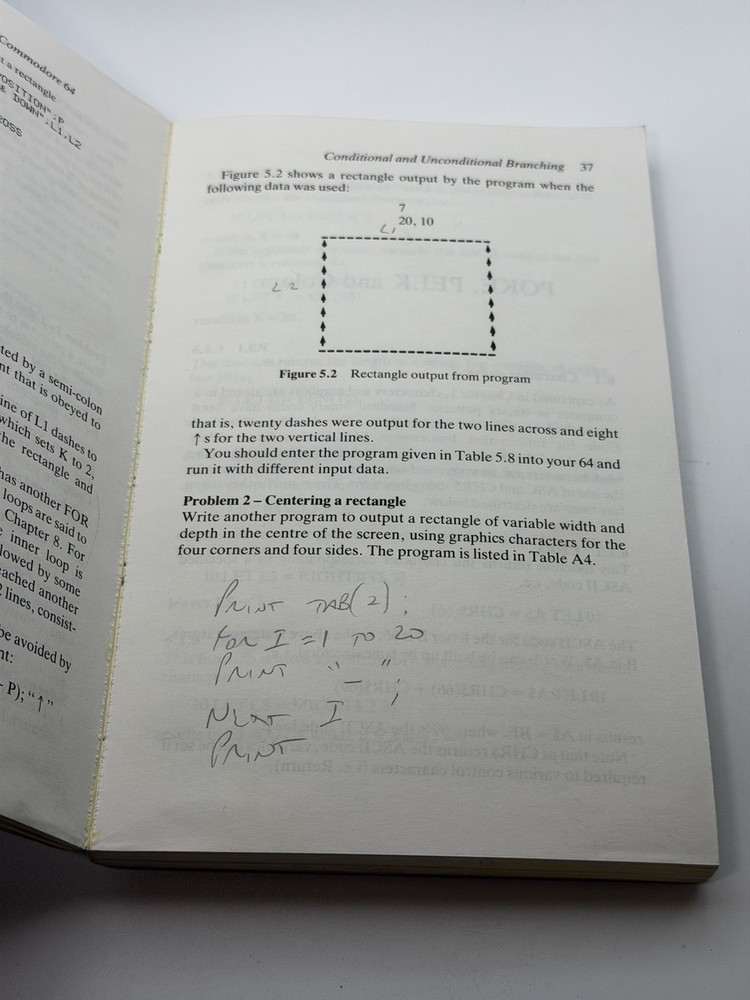 Commodore 64
t a rectangle
OSITION";P
& DOWN";L1,L2
ROSS
ted by a semi-colon
nt that is obeyed to
ine of L1 dashes to
which sets K to 2,
the rectangle and
has another FOR
loops are said to
Chapter 8. For
e inner loop is
llowed by some
eached another
2 lines, consist-
be avoided by
nt:
- P); "↑"
Conditional and Unconditional Branching 37
Figure 5.2 shows a rectangle output by the program when the
following data was used:
7
20, 10
L1
L2
Figure 5.2 Rectangle output from program
that is, twenty dashes were output for the two lines across and eight
↑ s for the two vertical lines.
You should enter the program given in Table 5.8 into your 64 and
run it with different input data.
Problem 2 – Centering a rectangle
Write another program to output a rectangle of variable width and
depth in the centre of the screen, using graphics characters for the
four corners and four sides. The program is listed in Table A4.
PRINT TAB(2);
FOR I = 1 TO 20
PRINT "–";
NEXT I
PRINT